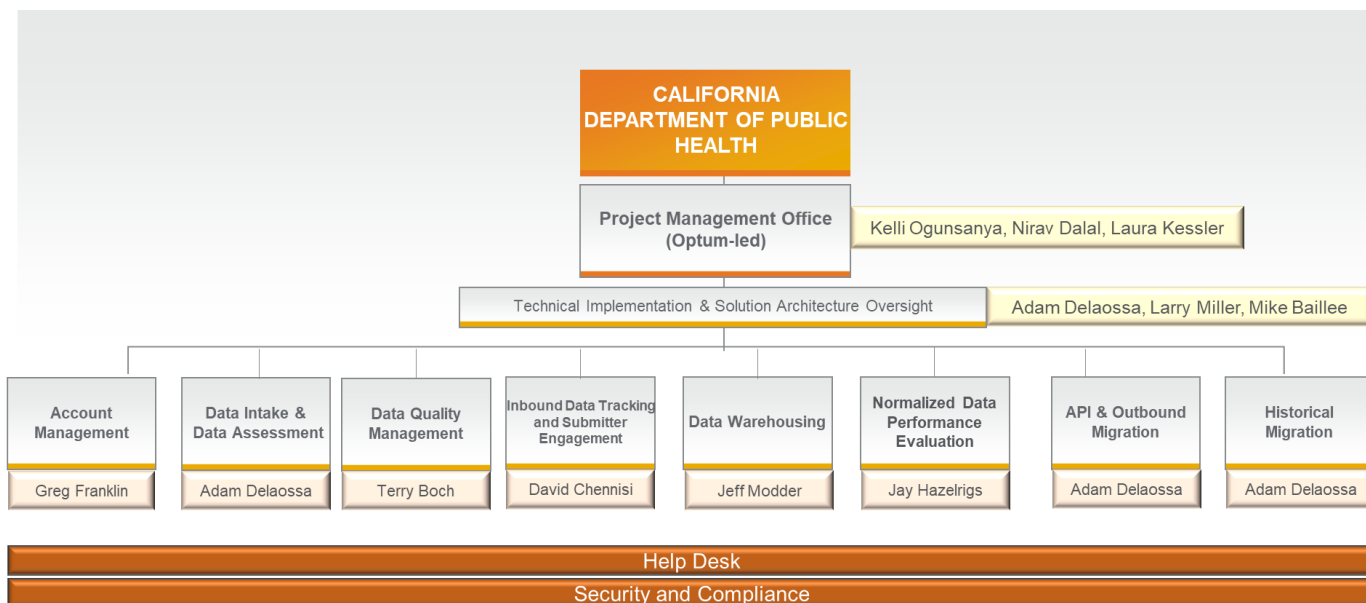 CALIFORNIA
DEPARTMENT OF PUBLIC
HEALTH
Project Management Office
(Optum-led)
Kelli Ogunsanya, Nirav Dalal, Laura Kessler
Technical Implementation & Solution Architecture Oversight
Adam Delaossa, Larry Miller, Mike Baillee
Account
Management
Greg Franklin
Data Intake &
Data Assessment
Adam Delaossa
Data Quality
Management
Terry Boch
Inbound Data Tracking
and Submitter
Engagement
David Chennisi
Data Warehousing
Jeff Modder
Normalized Data
Performance
Evaluation
Jay Hazelrigs
API & Outbound
Migration
Adam Delaossa
Historical
Migration
Adam Delaossa
Help Desk
Security and Compliance